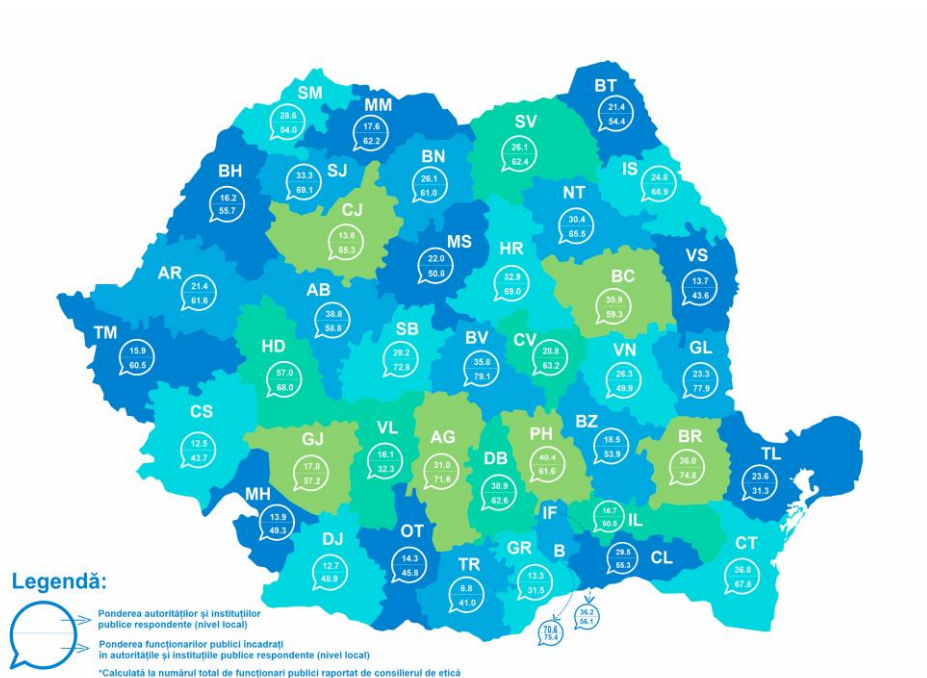 SM
28.6
54.0
MM
17.6
62.2
BT
21.4
54.4
SV
26.1
62.4
BH
16.2
55.7
33.3
69.1
SJ
BN
26.1
61.0
IS
24.8
66.9
CJ
13.8
65.3
NT
30.4
65.5
MS
22.0
50.8
HR
32.9
69.0
BC
35.9
59.3
VS
13.7
43.6
AR
21.4
61.6
AB
38.8
58.8
TM
15.9
60.5
HD
57.0
68.0
SB
29.2
72.8
BV
35.8
79.1
CV
28.8
63.2
VN
26.3
49.9
GL
23.3
77.9
CS
12.5
43.7
GJ
17.8
57.2
VL
16.1
32.3
AG
31.0
71.6
DB
38.9
62.6
PH
40.4
61.6
BZ
18.5
53.9
BR
36.0
74.6
TL
23.6
31.3
MH
13.9
49.3
DJ
12.7
48.9
OT
14.3
45.8
TR
8.8
41.0
GR
13.3
31.5
IF
B
16.7
50.6
IL
CL
55.3
CT
36.8
67.8
70.6
75.4
36.2
56.1
Legendă:
Ponderea autorităților și instituțiilor
publice respondente (nivel local)
Ponderea funcționarilor publici încadrați
în autoritățile și instituțiile publice respondente (nivel local)
*Calculată la numărul total de funcționari publici raportat de consilierul de etică